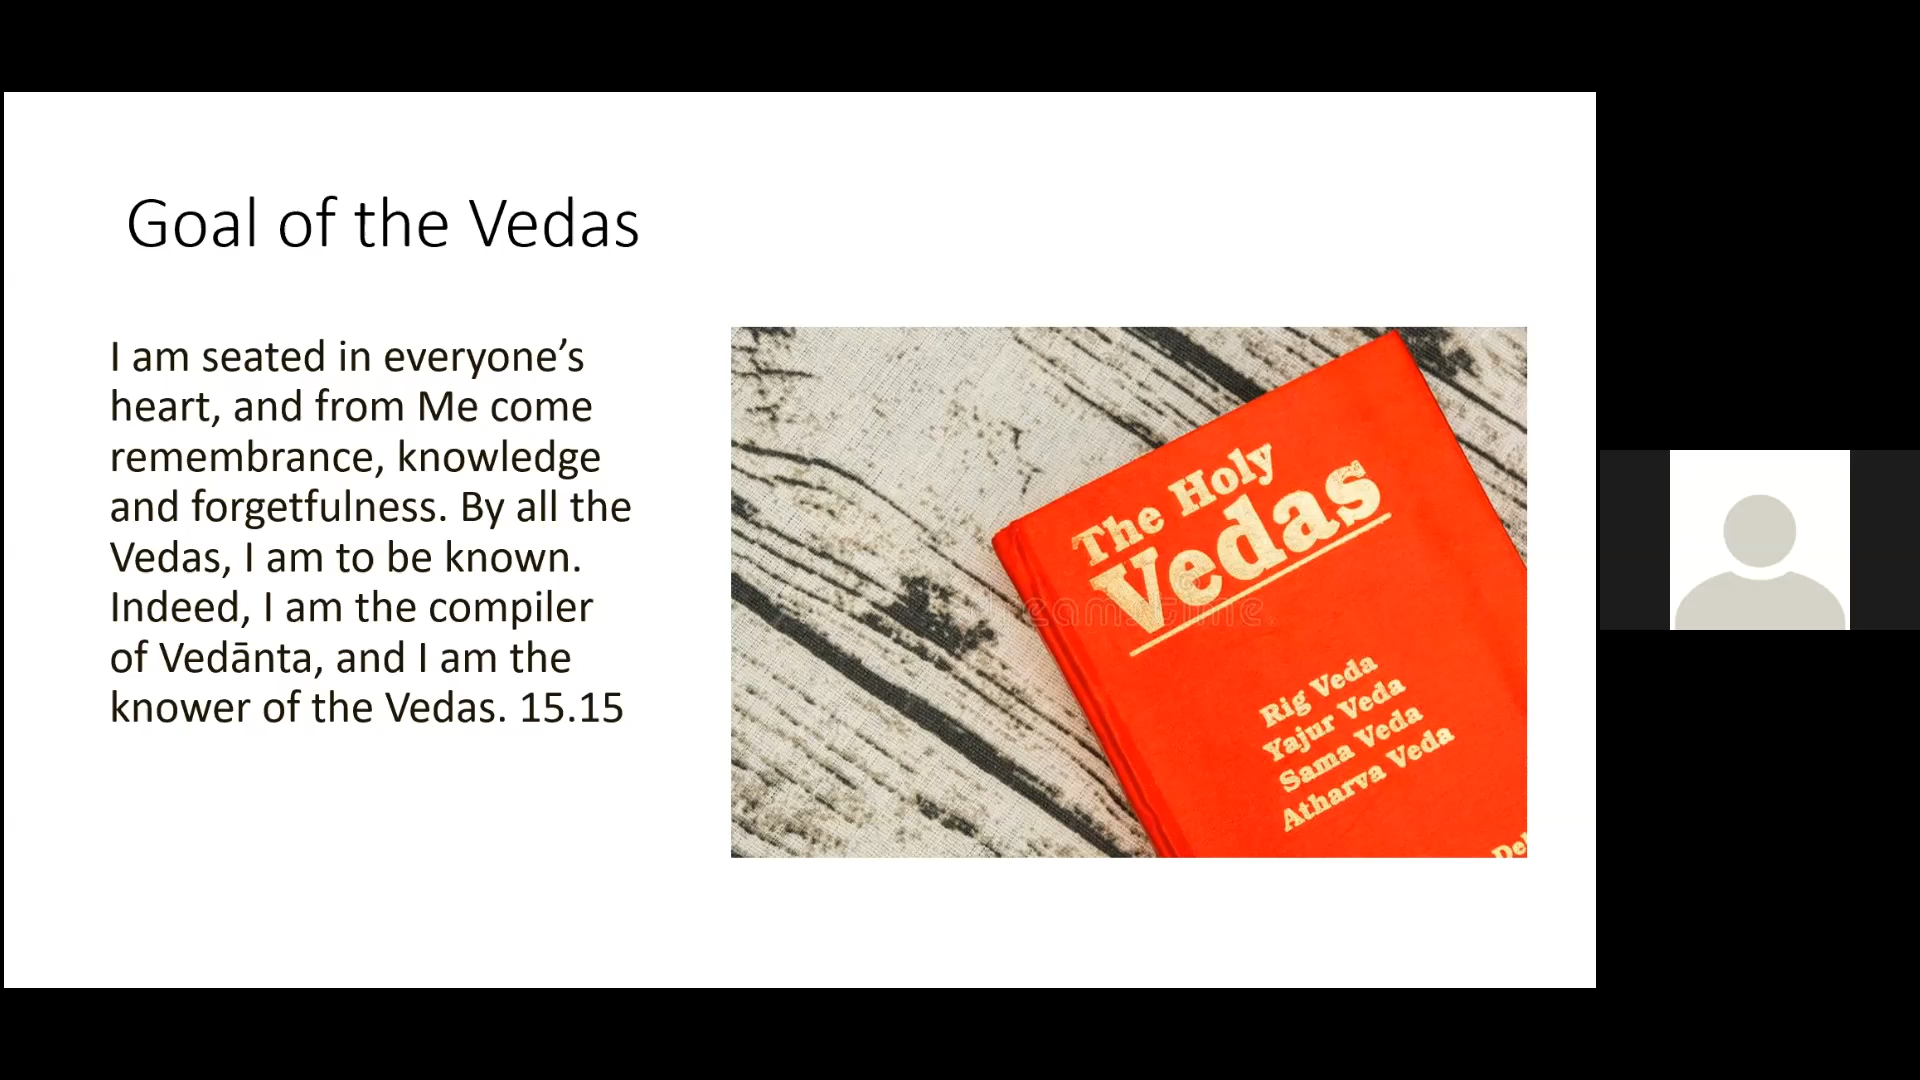 Goal of the Vedas
I am seated in everyone’s
heart, and from Me come
remembrance, knowledge
and forgetfulness. By all the
Vedas, I am to be known.
Indeed, I am the compiler
of Vedānta, and I am the
knower of the Vedas. 15.15
The Holy
Vedas
Rig Veda
Yajur Veda
Sama Veda
Atharva Veda